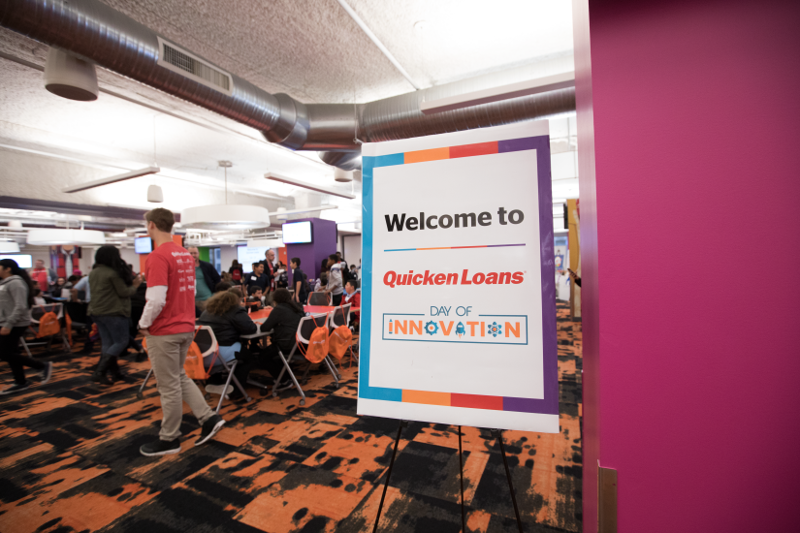 Welcome to
Quicken Loans
DAY OF
INNOVATION